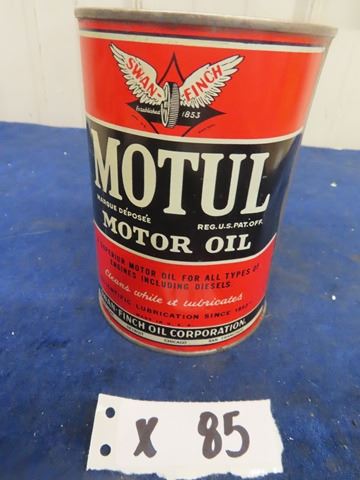 SWAN-FINCH
Established 1853
MOTUL
MARQUE DÉPOSÉE
REG. U.S. PAT. OFF.
MOTOR OIL
SUPERIOR MOTOR OIL FOR ALL TYPES OF
ENGINES INCLUDING DIESELS.
Cleans while it lubricates
LUBRICATION SINCE 1853
-FINCH OIL CORPORATION
CHICAGO
X 85